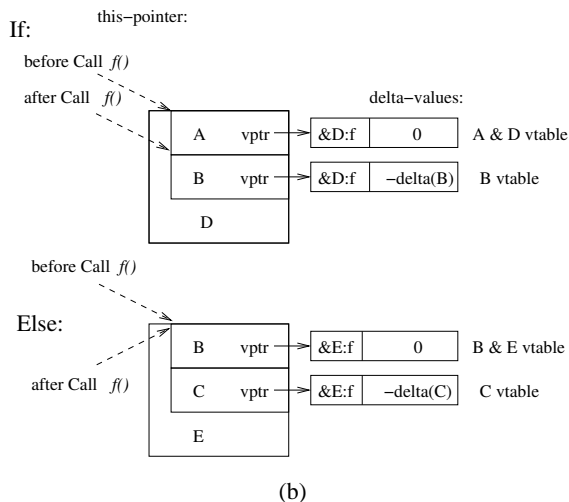 this−pointer:
If:
before Call f()
after Call f()
delta−values:
A vptr &D:f 0 A & D vtable
B vptr &D:f −delta(B) B vtable
D
before Call f()
Else:
B vptr &E:f 0 B & E vtable
after Call f()
C vptr &E:f −delta(C) C vtable
E
(b)